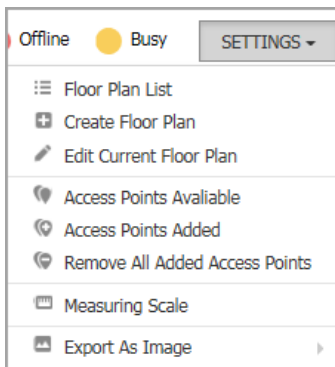 Offline Busy SETTINGS
Floor Plan List
Create Floor Plan
Edit Current Floor Plan
Access Points Avaliable
Access Points Added
Remove All Added Access Points
Measuring Scale
Export As Image